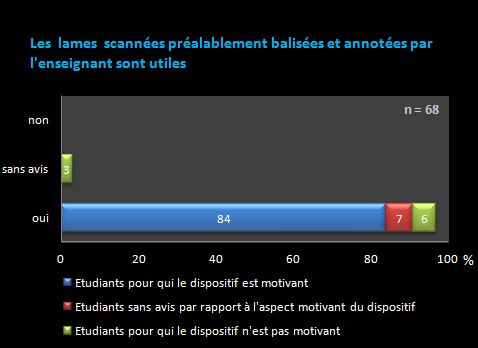 Les lames scannées préalablement balisées et annotées par
l'enseignant sont utiles
n = 68
non
sans avis
3
oui
84
7
6
0
20
40
60
80
100 %
Etudiants pour qui le dispositif est motivant
Etudiants sans avis par rapport à l'aspect motivant du dispositif
Etudiants pour qui le dispositif n'est pas motivant